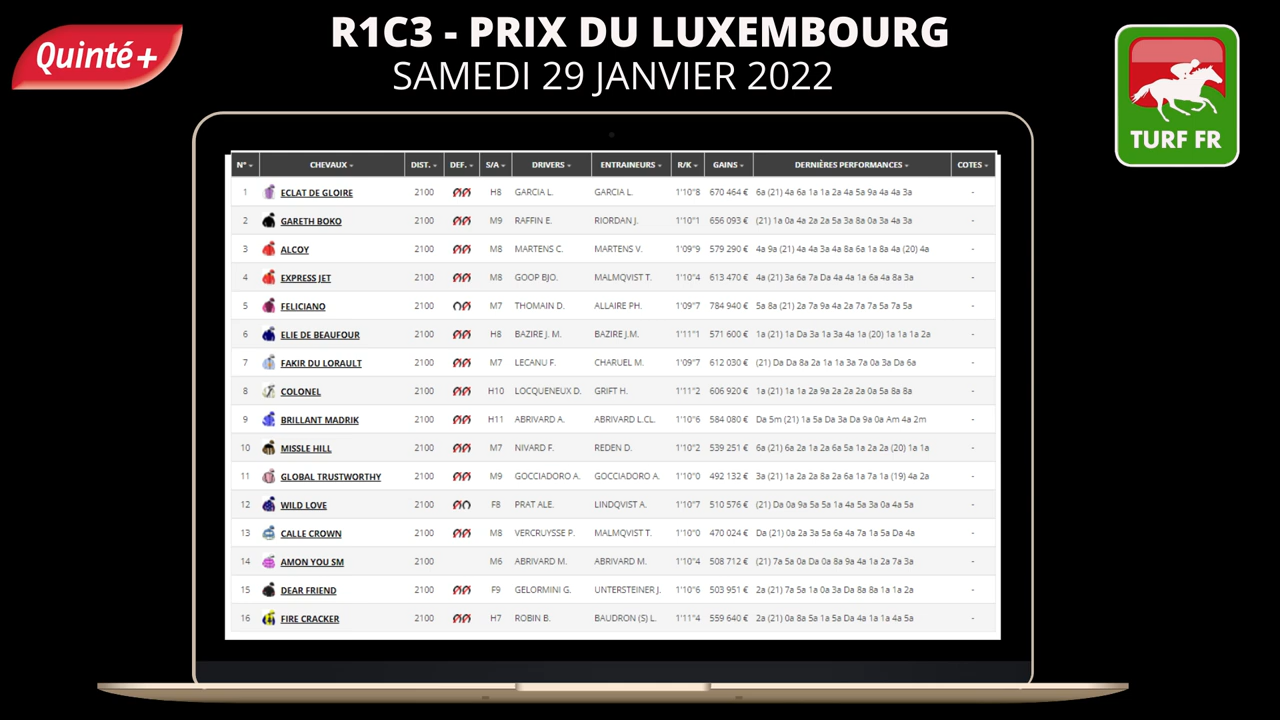 R1C3 - PRIX DU LUXEMBOURG
Quinté+
SAMEDI 29 JANVIER 2022
TURF FR
N° CHEVAUX DIST. DEF. S/A DRIVERS ENTRAINEURS R/K GAINS DERNIÈRES PERFORMANCES COTES
1 ECLAT DE GLOIRE 2100 H8 GARCIA L. GARCIA L. 1'10"8 670 464 € 6a (21) 4a 6a 1a 1a 2a 4a 5a 9a 4a 4a 3a -
2 GARETH BOKO 2100 M9 RAFFIN E. RIORDAN J. 1'10"1 656 093 € (21) 1a 0a 4a 2a 2a 5a 3a 8a 0a 3a 4a 3a -
3 ALCOY 2100 M8 MARTENS C. MARTENS V. 1'09"9 579 290 € 4a 9a (21) 4a 4a 3a 4a 8a 6a 1a 8a 4a (20) 4a -
4 EXPRESS JET 2100 M8 GOOP BJO. MALMQVIST T. 1'10"4 613 470 € 4a (21) 3a 6a 7a Da 4a 4a 1a 6a 4a 8a 3a -
5 FELICIANO 2100 M7 THOMAIN D. ALLAIRE PH. 1'09"7 784 940 € 5a 8a (21) 2a 7a 9a 4a 2a 7a 7a 5a 7a 5a -
6 ELIE DE BEAUFOUR 2100 H8 BAZIRE J. M. BAZIRE J.M. 1'11"1 571 600 € 1a (21) 1a Da 3a 1a 3a 4a 1a (20) 1a 1a 1a 2a -
7 FAKIR DU LORAULT 2100 M7 LECANU F. CHARUEL M. 1'09"7 612 030 € (21) Da Da 8a 2a 1a 1a 3a 7a 0a 3a Da 6a -
8 COLONEL 2100 H10 LOCQUENEUX D. GRIFT H. 1'11"2 606 920 € 1a (21) 1a 1a 2a 9a 2a 2a 2a 0a 5a 8a 8a -
9 BRILLANT MADRIK 2100 H11 ABRIVARD A. ABRIVARD L.CL. 1'10"6 584 080 € Da 5m (21) 1a 5a Da 3a Da 9a 0a Am 4a 2m -
10 MISSLE HILL 2100 M7 NIVARD F. REDEN D. 1'10"2 539 251 € 6a (21) 6a 2a 1a 2a 6a 5a 1a 2a 2a (20) 1a 1a -
11 GLOBAL TRUSTWORTHY 2100 M9 GOCCIADORO A. GOCCIADORO A. 1'10"0 492 132 € 3a (21) 1a 2a 2a 8a 2a 6a 1a 7a 1a (19) 4a 2a -
12 WILD LOVE 2100 F8 PRAT ALE. LINDQVIST A. 1'10"7 510 576 € (21) Da 0a 9a 5a 5a 1a 4a 5a 3a 0a 4a 5a -
13 CALLE CROWN 2100 M8 VERCRUYSSE P. MALMQVIST T. 1'10"0 470 024 € Da (21) 0a 2a 3a 5a 6a 4a 7a 1a 5a Da 4a -
14 AMON YOU SM 2100 M6 ABRIVARD M. ABRIVARD M. 1'10"4 508 712 € (21) 7a 5a 0a Da 0a 8a 9a 4a 1a 2a 7a 3a -
15 DEAR FRIEND 2100 F9 GELORMINI G. UNTERSTEINER J. 1'10"6 503 951 € 2a (21) 7a 5a 1a 0a 3a Da 8a 8a 1a 1a 2a -
16 FIRE CRACKER 2100 H7 ROBIN B. BAUDRON (S) L. 1'11"4 559 640 € 2a (21) 0a 8a 5a 1a 5a Da 4a 1a 1a 4a 5a -